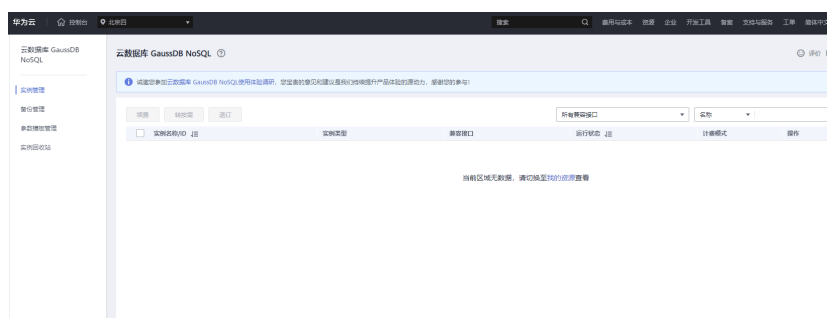 华为云 控制台 北京四 搜索 费用与成本 资源 企业 开发工具 备案 支持与服务 工单 简体中文
云数据库 GaussDB
NoSQL
云数据库 GaussDB NoSQL 评价
诚邀您参加云数据库 GaussDB NoSQL使用体验调研，您宝贵的意见和建议是我们持续提升产品体验的源动力，感谢您的参与！
实例管理
备份管理
参数模板管理
实例回收站
续费 转按需 退订 所有兼容接口 名称
实例名称/ID 实例类型 兼容接口 运行状态 计费模式 操作
当前区域无数据，请切换至我的资源查看